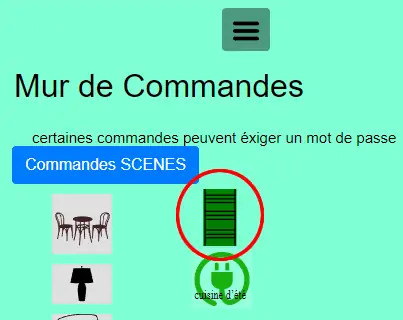 Mur de Commandes
certaines commandes peuvent éxiger un mot de passe
Commandes SCENES
cuisine d'été